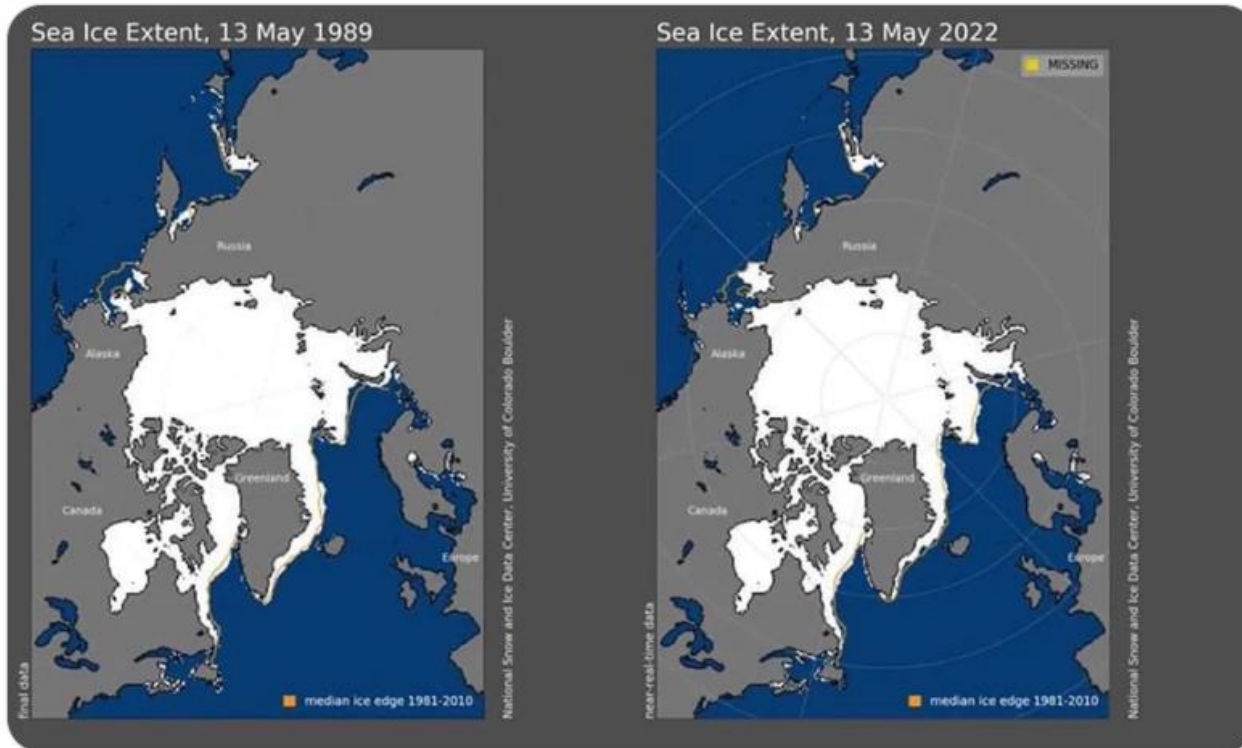 Sea Ice Extent, 13 May 1989
Russia
Alaska
Greenland
Canada
Europe
final data
median ice edge 1981-2010
National Snow and Ice Data Center, University of Colorado Boulder
Sea Ice Extent, 13 May 2022
MISSING
Russia
Alaska
Greenland
Canada
Europe
near-real-time data
median ice edge 1981-2010
National Snow and Ice Data Center, University of Colorado Boulder